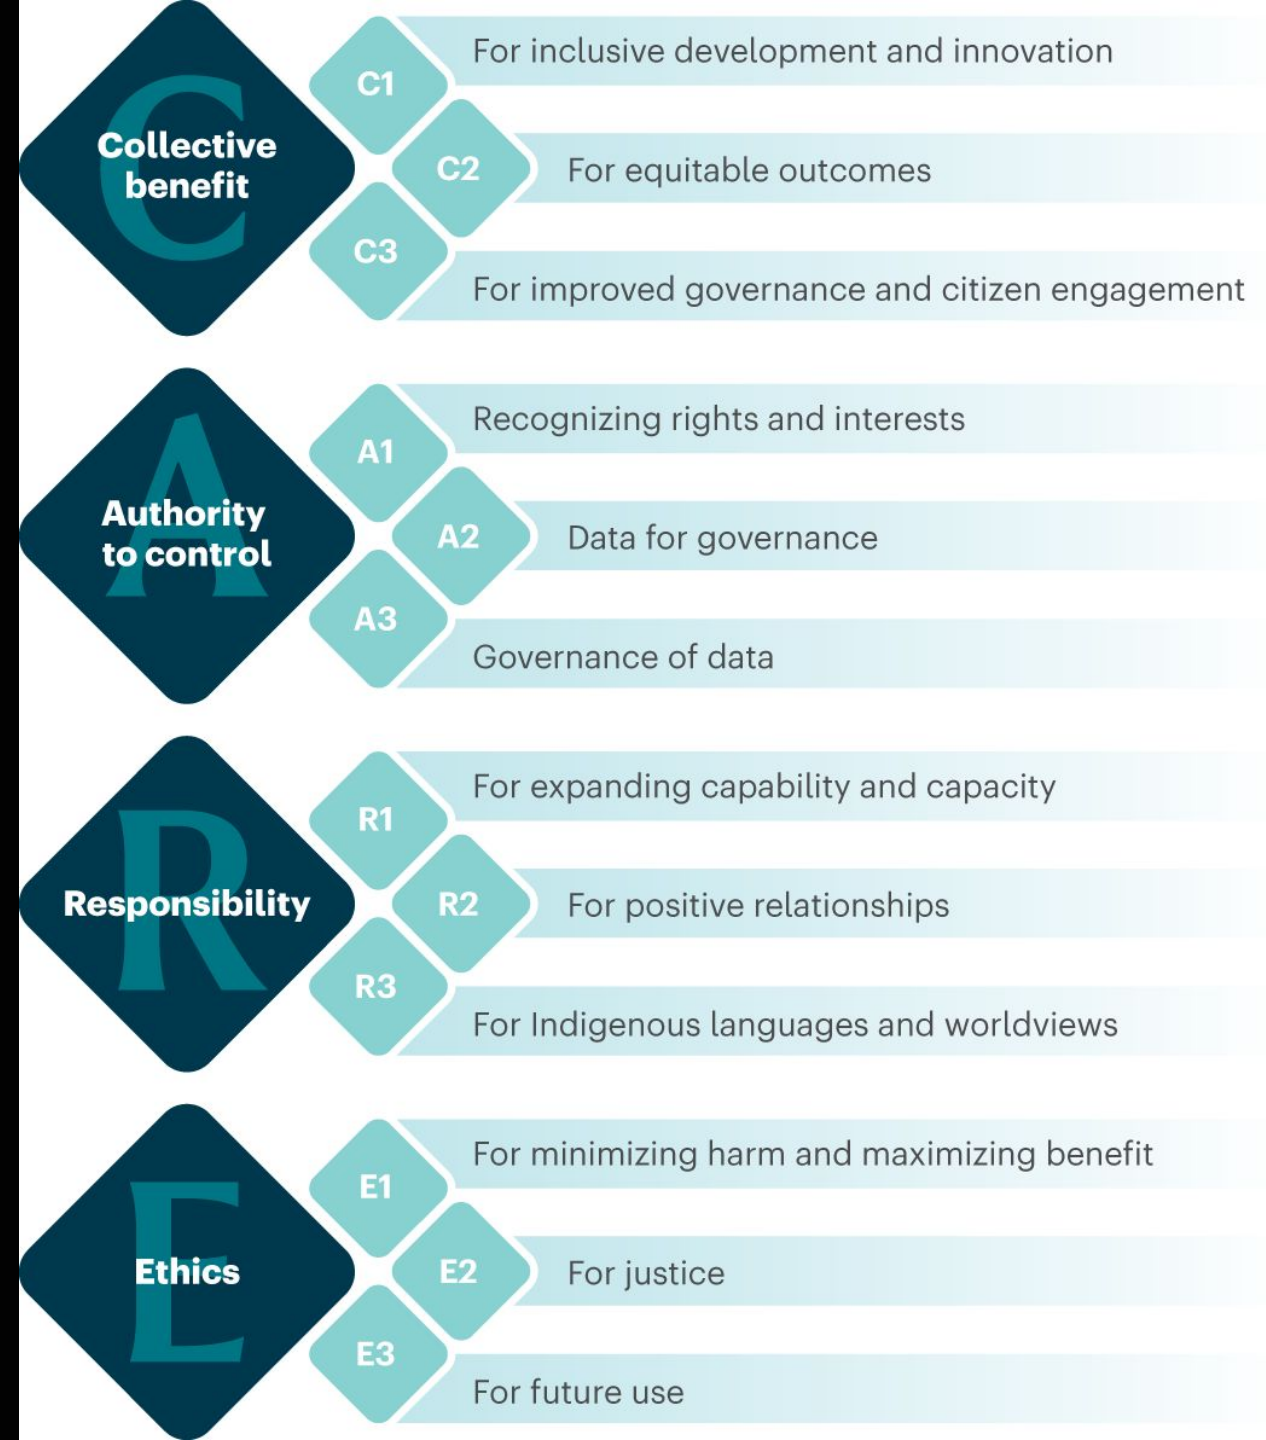 C
Collective
benefit
C1
For inclusive development and innovation
C2
For equitable outcomes
C3
For improved governance and citizen engagement
A
Authority
to control
A1
Recognizing rights and interests
A2
Data for governance
A3
Governance of data
R
Responsibility
R1
For expanding capability and capacity
R2
For positive relationships
R3
For Indigenous languages and worldviews
E
Ethics
E1
For minimizing harm and maximizing benefit
E2
For justice
E3
For future use